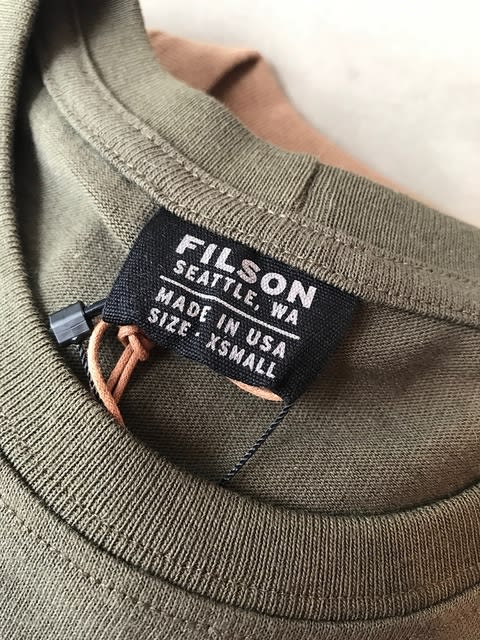 FILSON
SEATTLE, WA
MADE IN USA
SIZE: XSMALL